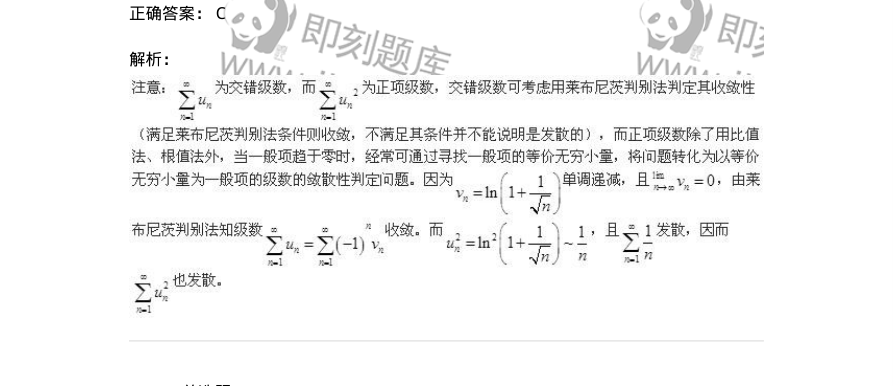 正确答案： C
即刻题库
即
解析：
注意：∑_{n=1}^{∞} u_n 为交错级数，而 ∑_{n=1}^{∞} u_n^2 为正项级数，交错级数可考虑用莱布尼茨判别法判定其收敛性
（满足莱布尼茨判别法条件则收敛，不满足其条件并不能说明是发散的），而正项级数除了用比值
法、根值法外，当一般项趋于零时，经常可通过寻找一般项的等价无穷小量，将问题转化为以等价
无穷小量为一般项的级数的敛散性判定问题。因为 v_n = ln(1+1/√n) 单调递减，且 lim_{n→∞} v_n = 0，由莱
布尼茨判别法知级数 ∑_{n=1}^{∞} u_n = ∑_{n=1}^{∞} (-1)^n v_n 收敛。而 u_n^2 = ln^2(1+1/√n) ~ 1/n，且 ∑_{n=1}^{∞} 1/n 发散，因而
∑_{n=1}^{∞} u_n^2 也发散。